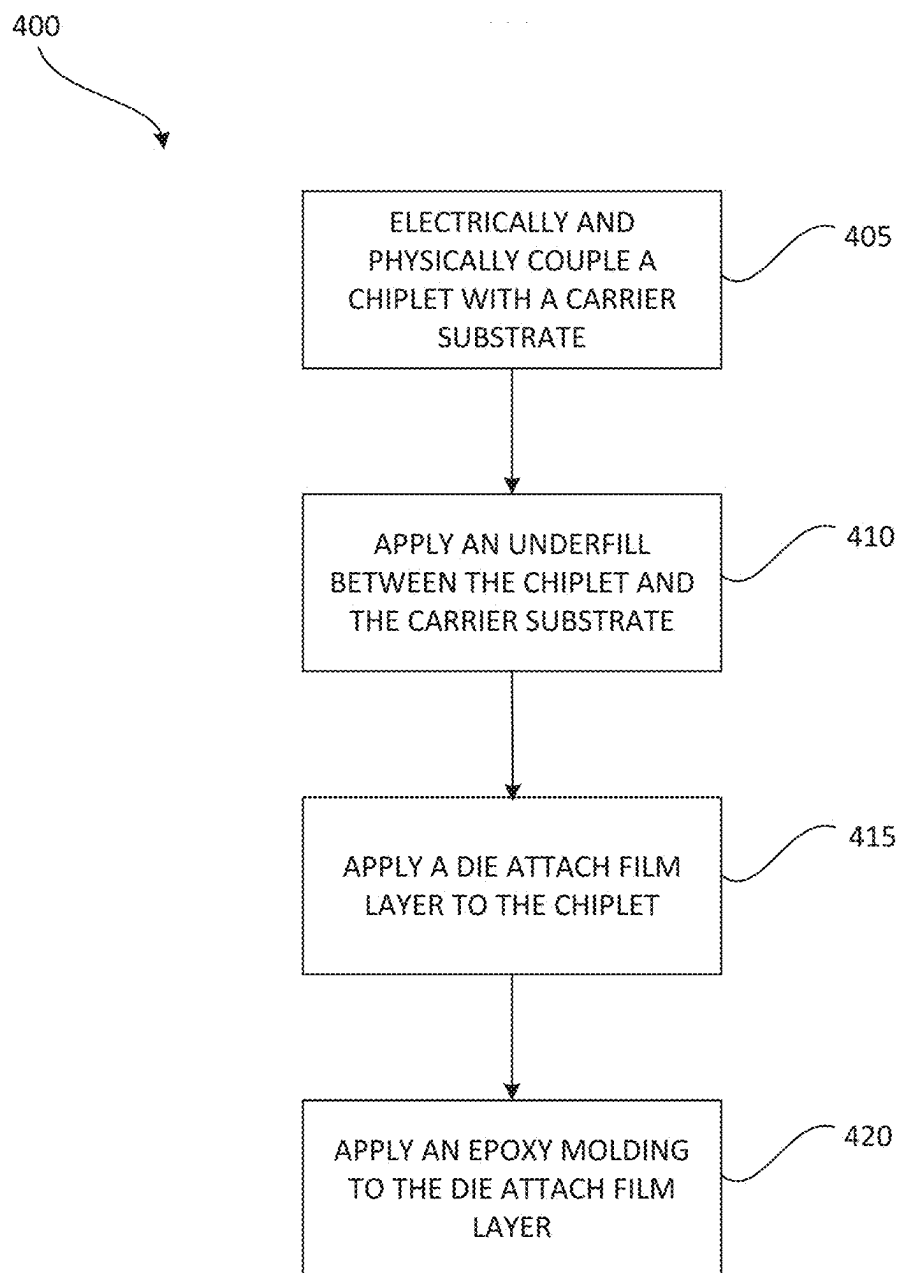 400
ELECTRICALLY AND
PHYSICALLY COUPLE A
CHIPLET WITH A CARRIER
SUBSTRATE
405
APPLY AN UNDERFILL
BETWEEN THE CHIPLET AND
THE CARRIER SUBSTRATE
410
APPLY A DIE ATTACH FILM
LAYER TO THE CHIPLET
415
APPLY AN EPOXY MOLDING
TO THE DIE ATTACH FILM
LAYER
420